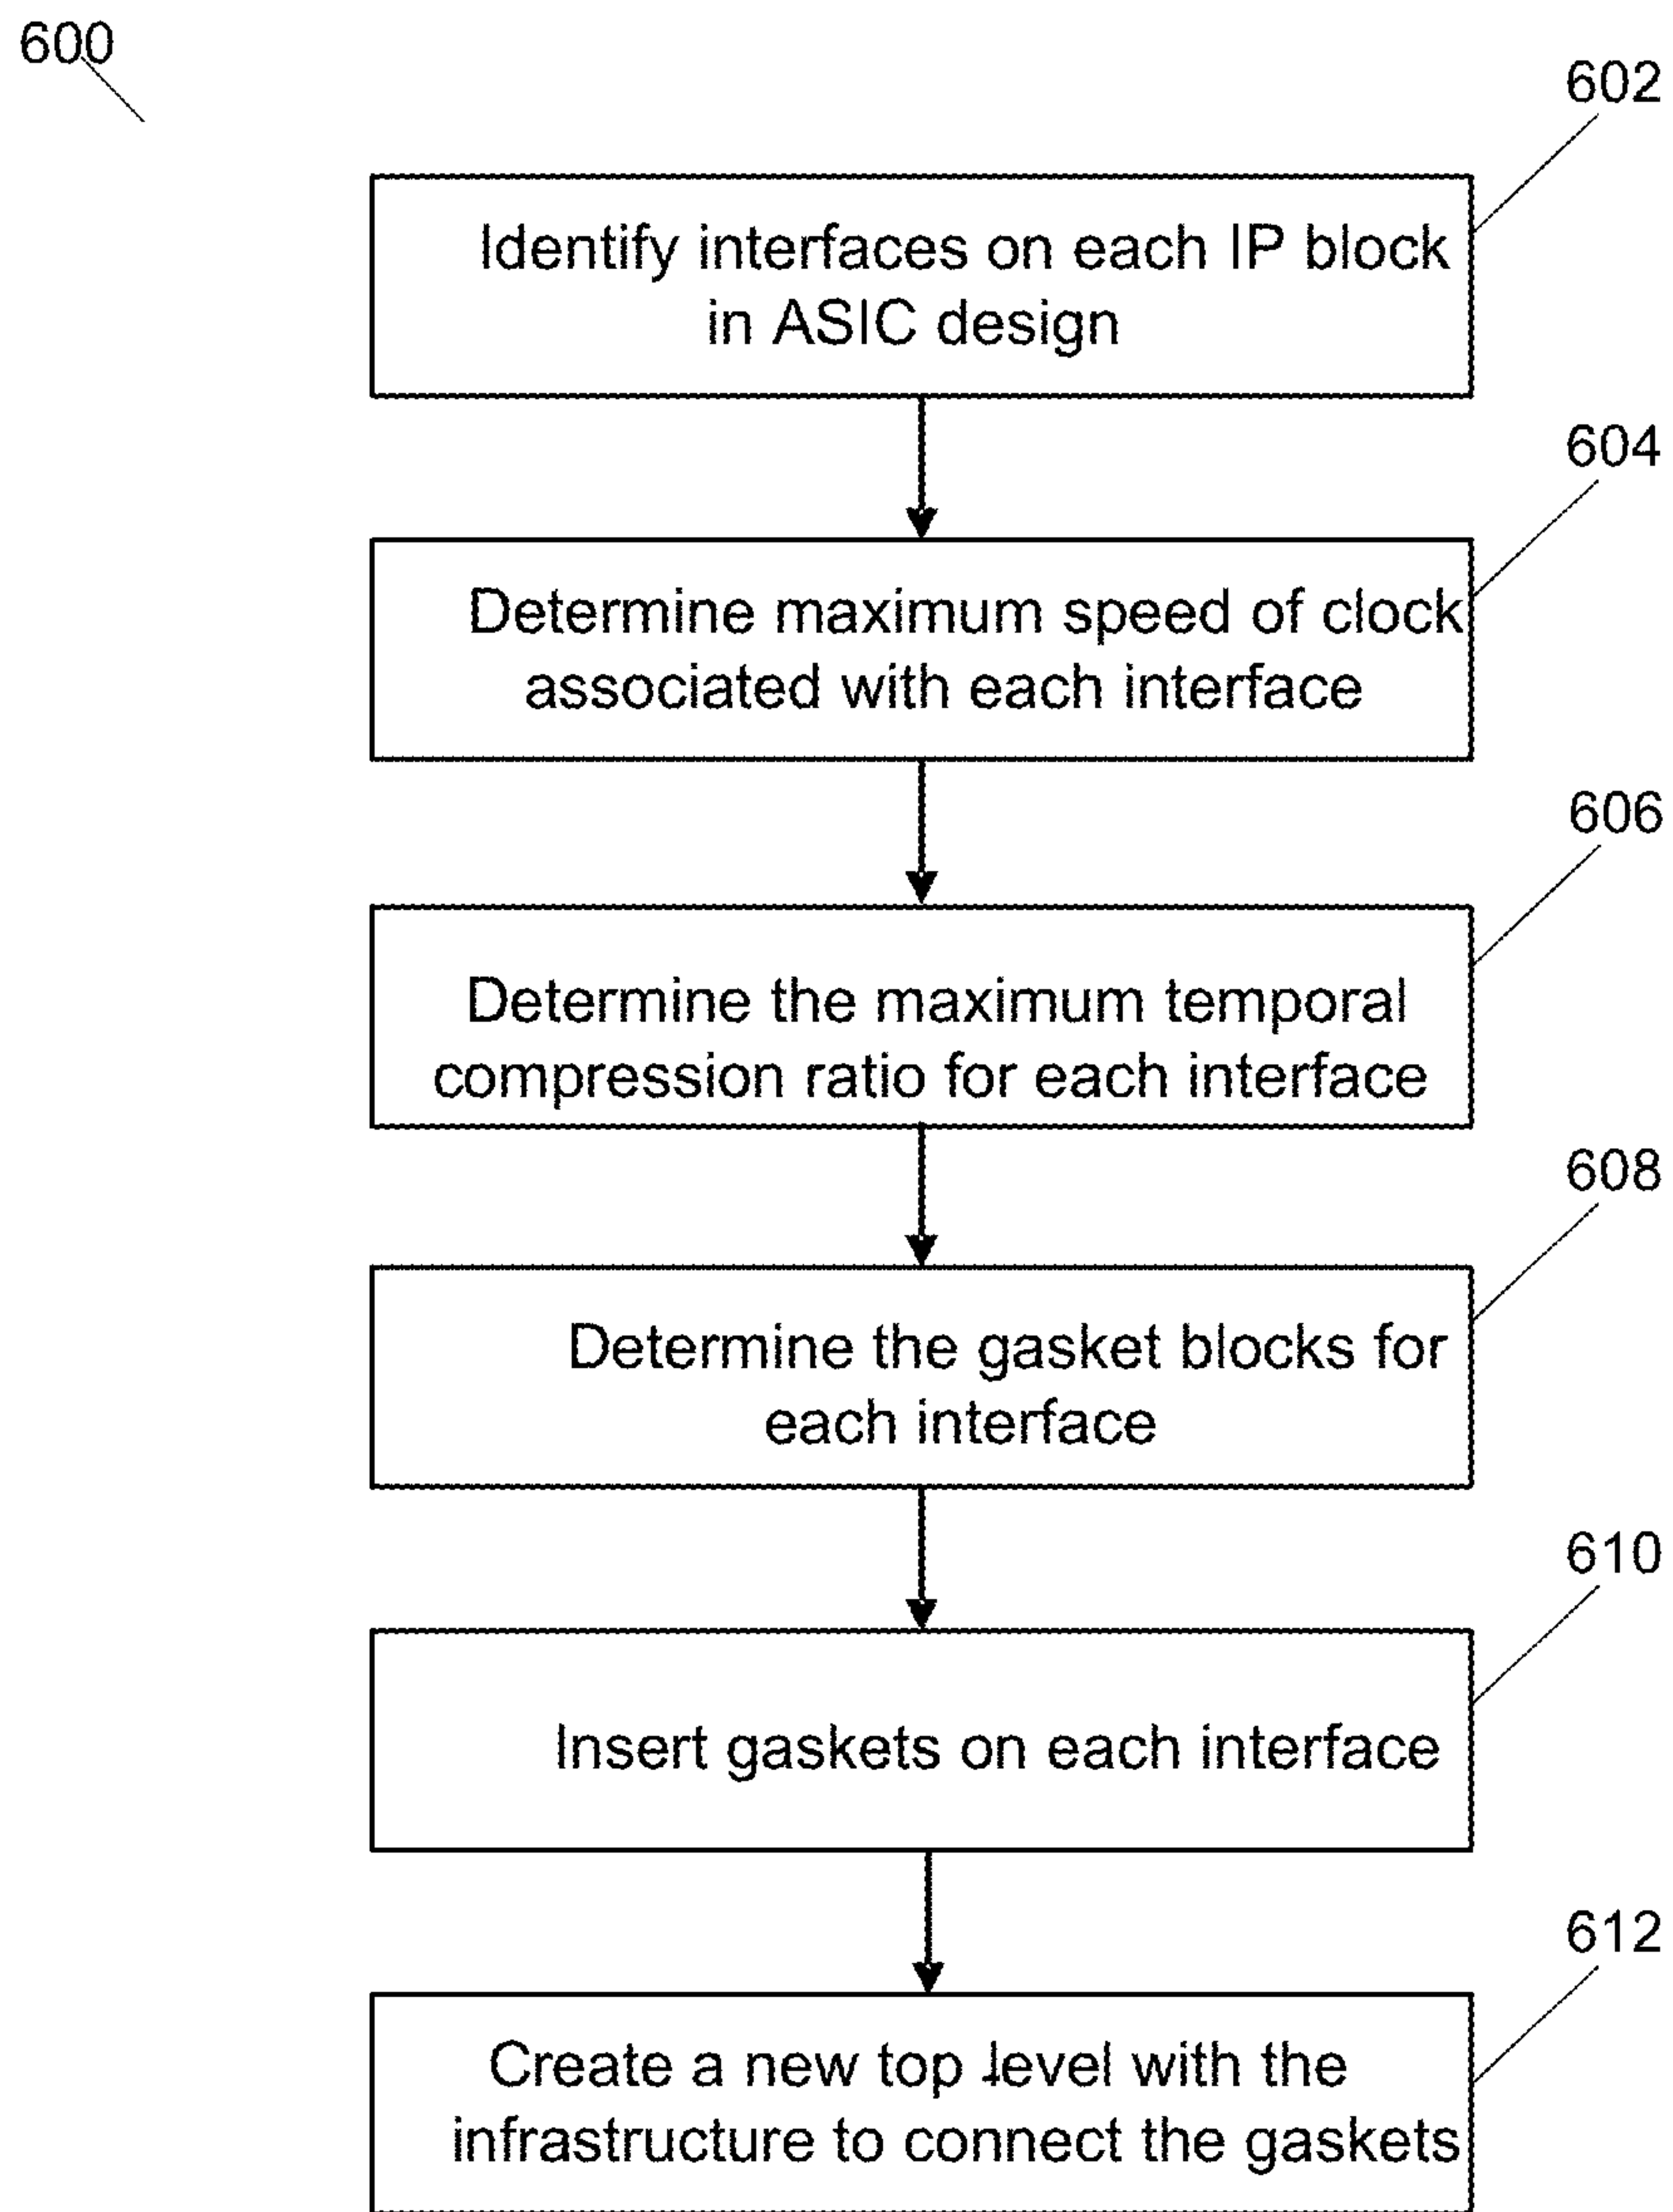 600
602
Identify interfaces on each IP block
in ASIC design
604
Determine maximum speed of clock
associated with each interface
606
Determine the maximum temporal
compression ratio for each interface
608
Determine the gasket blocks for
each interface
610
Insert gaskets on each interface
612
Create a new top level with the
infrastructure to connect the gaskets